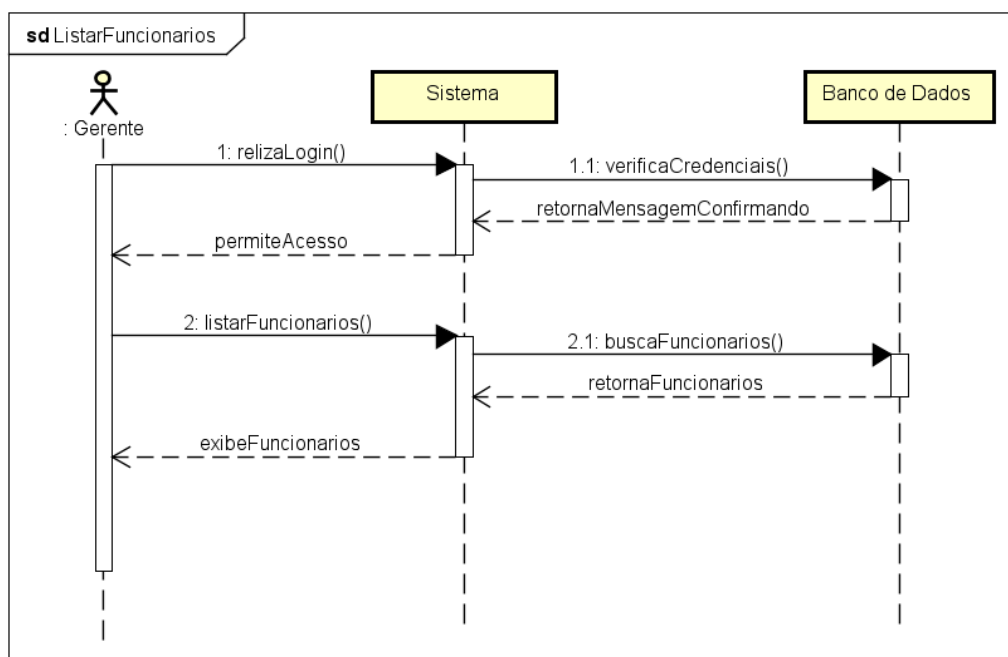 sd ListarFuncionarios
: Gerente
Sistema
Banco de Dados
1: relizaLogin()
1.1: verificaCredenciais()
retornaMensagemConfirmando
permiteAcesso
2: listarFuncionarios()
2.1: buscaFuncionarios()
retornaFuncionarios
exibeFuncionarios